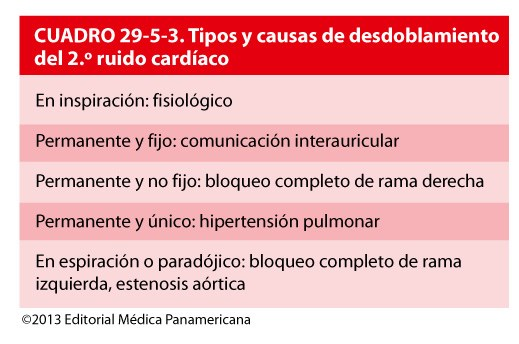 CUADRO 29-5-3. Tipos y causas de desdoblamiento
del 2.º ruido cardíaco
En inspiración: fisiológico
Permanente y fijo: comunicación interauricular
Permanente y no fijo: bloqueo completo de rama derecha
Permanente y único: hipertensión pulmonar
En espiración o paradójico: bloqueo completo de rama
izquierda, estenosis aórtica
©2013 Editorial Médica Panamericana